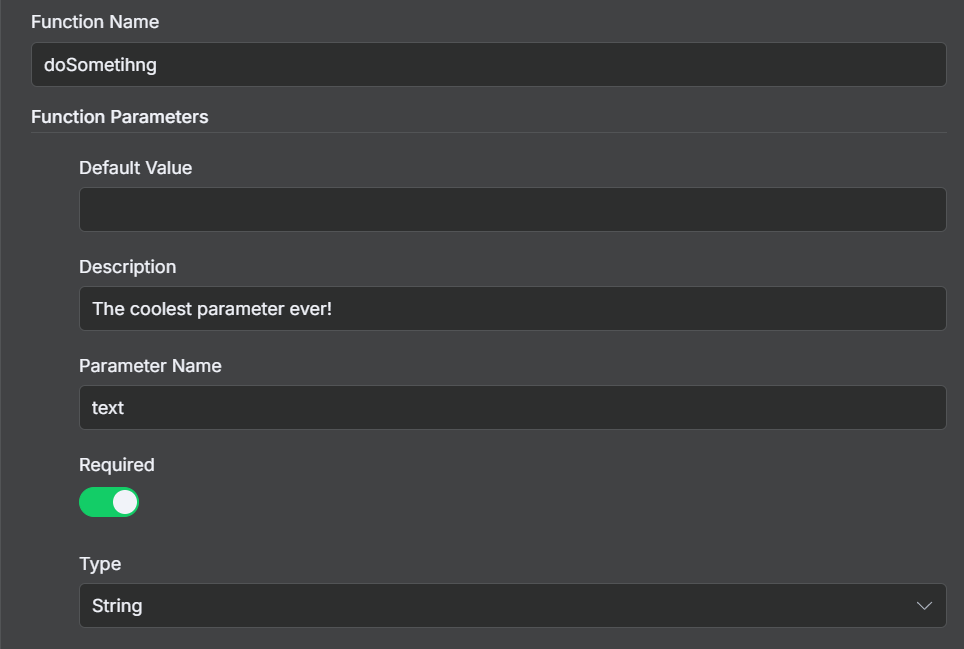 Function Name
doSometihng
Function Parameters
Default Value
Description
The coolest parameter ever!
Parameter Name
text
Required
Type
String